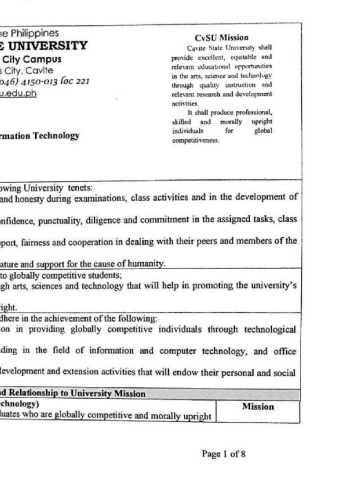 he Philippines
E UNIVERSITY
City Campus
s City, Cavite
046) 4150-013 loc 221
u.edu.ph
rmation Technology
CvSU Mission
Cavite State University shall
provide excellent, equitable and
relevant educational opportunities
in the arts, science and technology
through quality instruction and
relevant research and development
activities.
It shall produce professional,
skilled and morally upright
individuals for global
competitiveness.
owing University tenets:
and honesty during examinations, class activities and in the development of
nfidence, punctuality, diligence and commitment in the assigned tasks, class
pport, fairness and cooperation in dealing with their peers and members of the
ature and support for the cause of humanity.
to globally competitive students;
gh arts, sciences and technology that will help in promoting the university's
ight.
dhere in the achievement of the following:
ion in providing globally competitive individuals through technological
ading in the field of information and computer technology, and office
development and extension activities that will endow their personal and social
nd Relationship to University Mission
chnology)
Mission
luates who are globally competitive and morally upright
Page 1 of 8